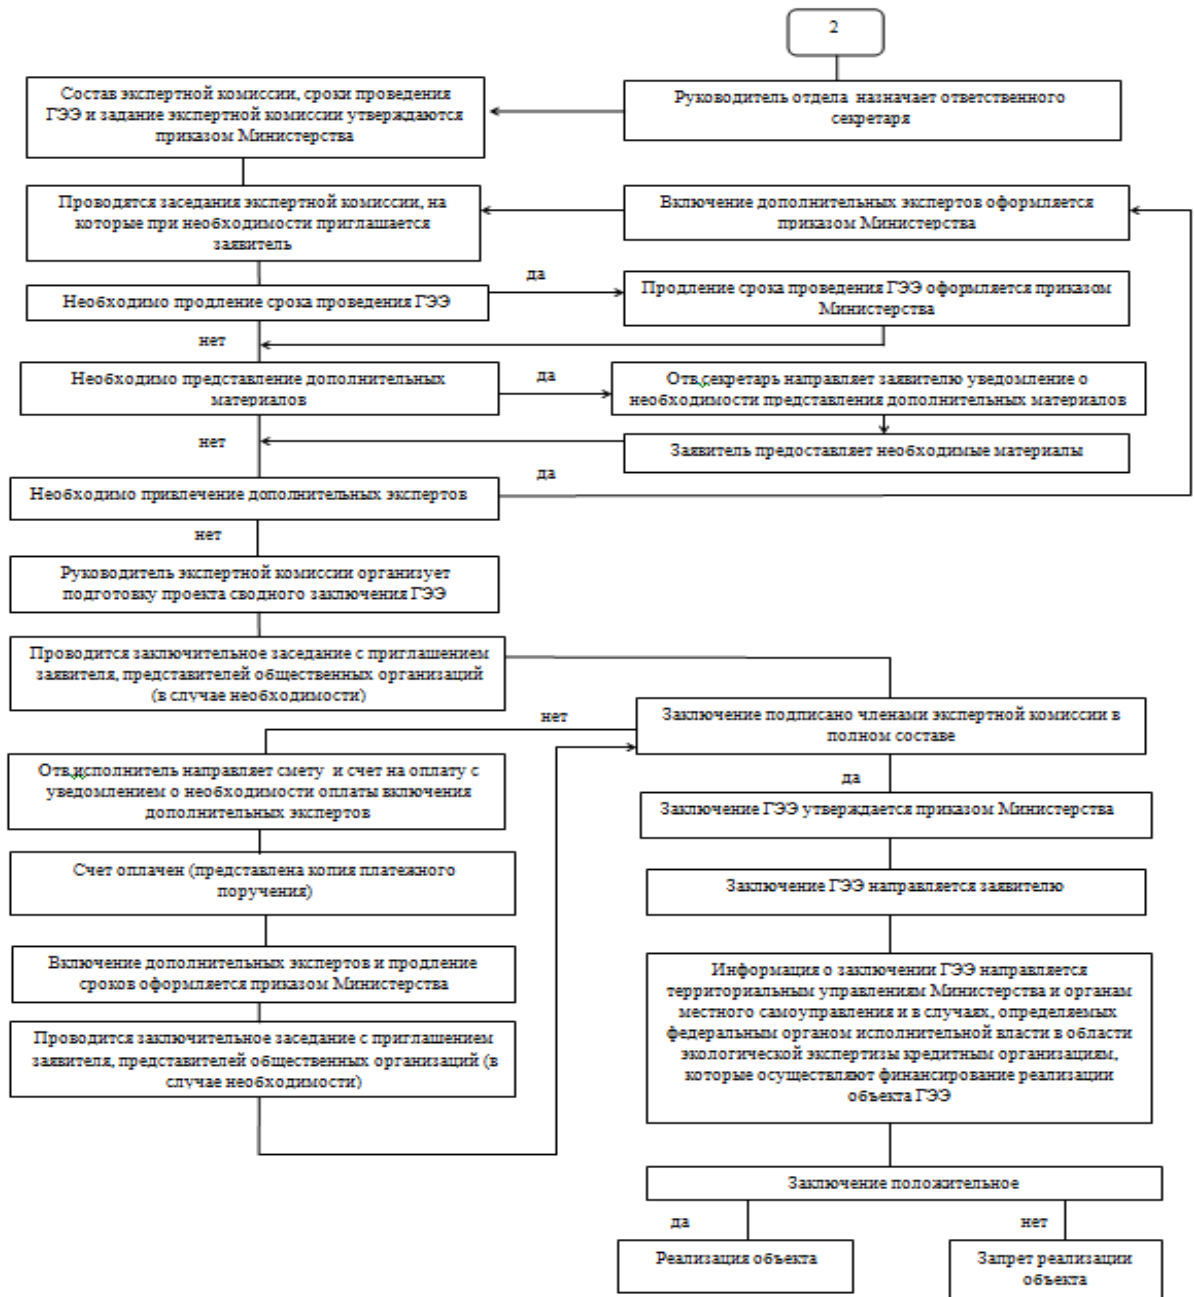 2
Руководитель отдела назначает ответственного
секретаря
Состав экспертной комиссии, сроки проведения
ГЭЭ и задание экспертной комиссии утверждаются
приказом Министерства
Проводятся заседания экспертной комиссии, на
которые при необходимости приглашается
заявитель
Включение дополнительных экспертов оформляется
приказом Министерства
Необходимо продление срока проведения ГЭЭ
да
Продление срока проведения ГЭЭ оформляется приказом
Министерства
нет
Необходимо представление дополнительных
материалов
да
Отв.секретарь направляет заявителю уведомление о
необходимости представления дополнительных материалов
нет
Заявитель предоставляет необходимые материалы
Необходимо привлечение дополнительных экспертов
да
нет
Руководитель экспертной комиссии организует
подготовку проекта сводного заключения ГЭЭ
Проводится заключительное заседание с приглашением
заявителя, представителей общественных организаций
(в случае необходимости)
Заключение подписано членами экспертной комиссии в
полном составе
нет
Отв.исполнитель направляет смету и счет на оплату с
уведомлением о необходимости оплаты включения
дополнительных экспертов
Счет оплачен (представлена копия платежного
поручения)
Включение дополнительных экспертов и продление
сроков оформляется приказом Министерства
Проводится заключительное заседание с приглашением
заявителя, представителей общественных организаций (в
случае необходимости)
да
Заключение ГЭЭ утверждается приказом Министерства
Заключение ГЭЭ направляется заявителю
Информация о заключении ГЭЭ направляется
территориальным управлениям Министерства и органам
местного самоуправления и в случаях, определяемых
федеральным органом исполнительной власти в области
экологической экспертизы кредитным организациям,
которые осуществляют финансирование реализации
объекта ГЭЭ
Заключение положительное
да
нет
Реализация объекта
Запрет реализации
объекта